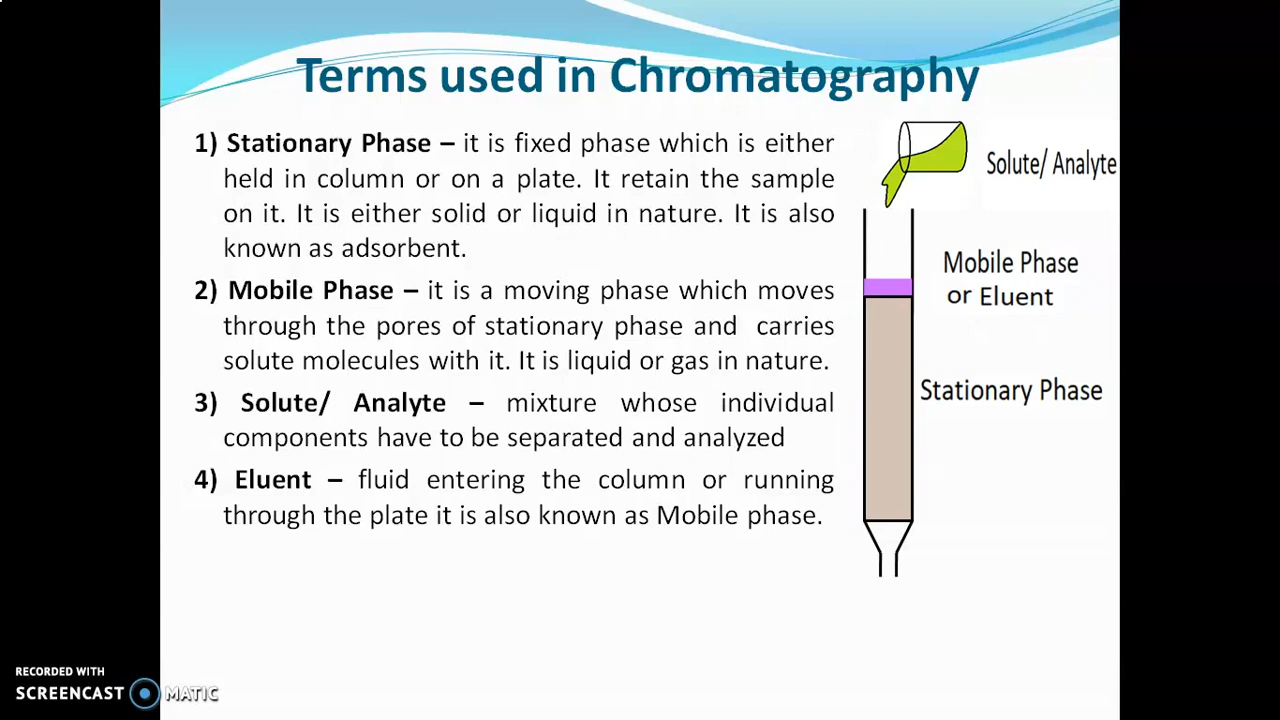 Terms used in Chromatography
1) Stationary Phase – it is fixed phase which is either
held in column or on a plate. It retain the sample
on it. It is either solid or liquid in nature. It is also
known as adsorbent.
2) Mobile Phase – it is a moving phase which moves
through the pores of stationary phase and carries
solute molecules with it. It is liquid or gas in nature.
3) Solute/ Analyte – mixture whose individual
components have to be separated and analyzed
4) Eluent – fluid entering the column or running
through the plate it is also known as Mobile phase.
Solute/ Analyte
Mobile Phase
or Eluent
Stationary Phase
RECORDED WITH
SCREENCAST MATIC